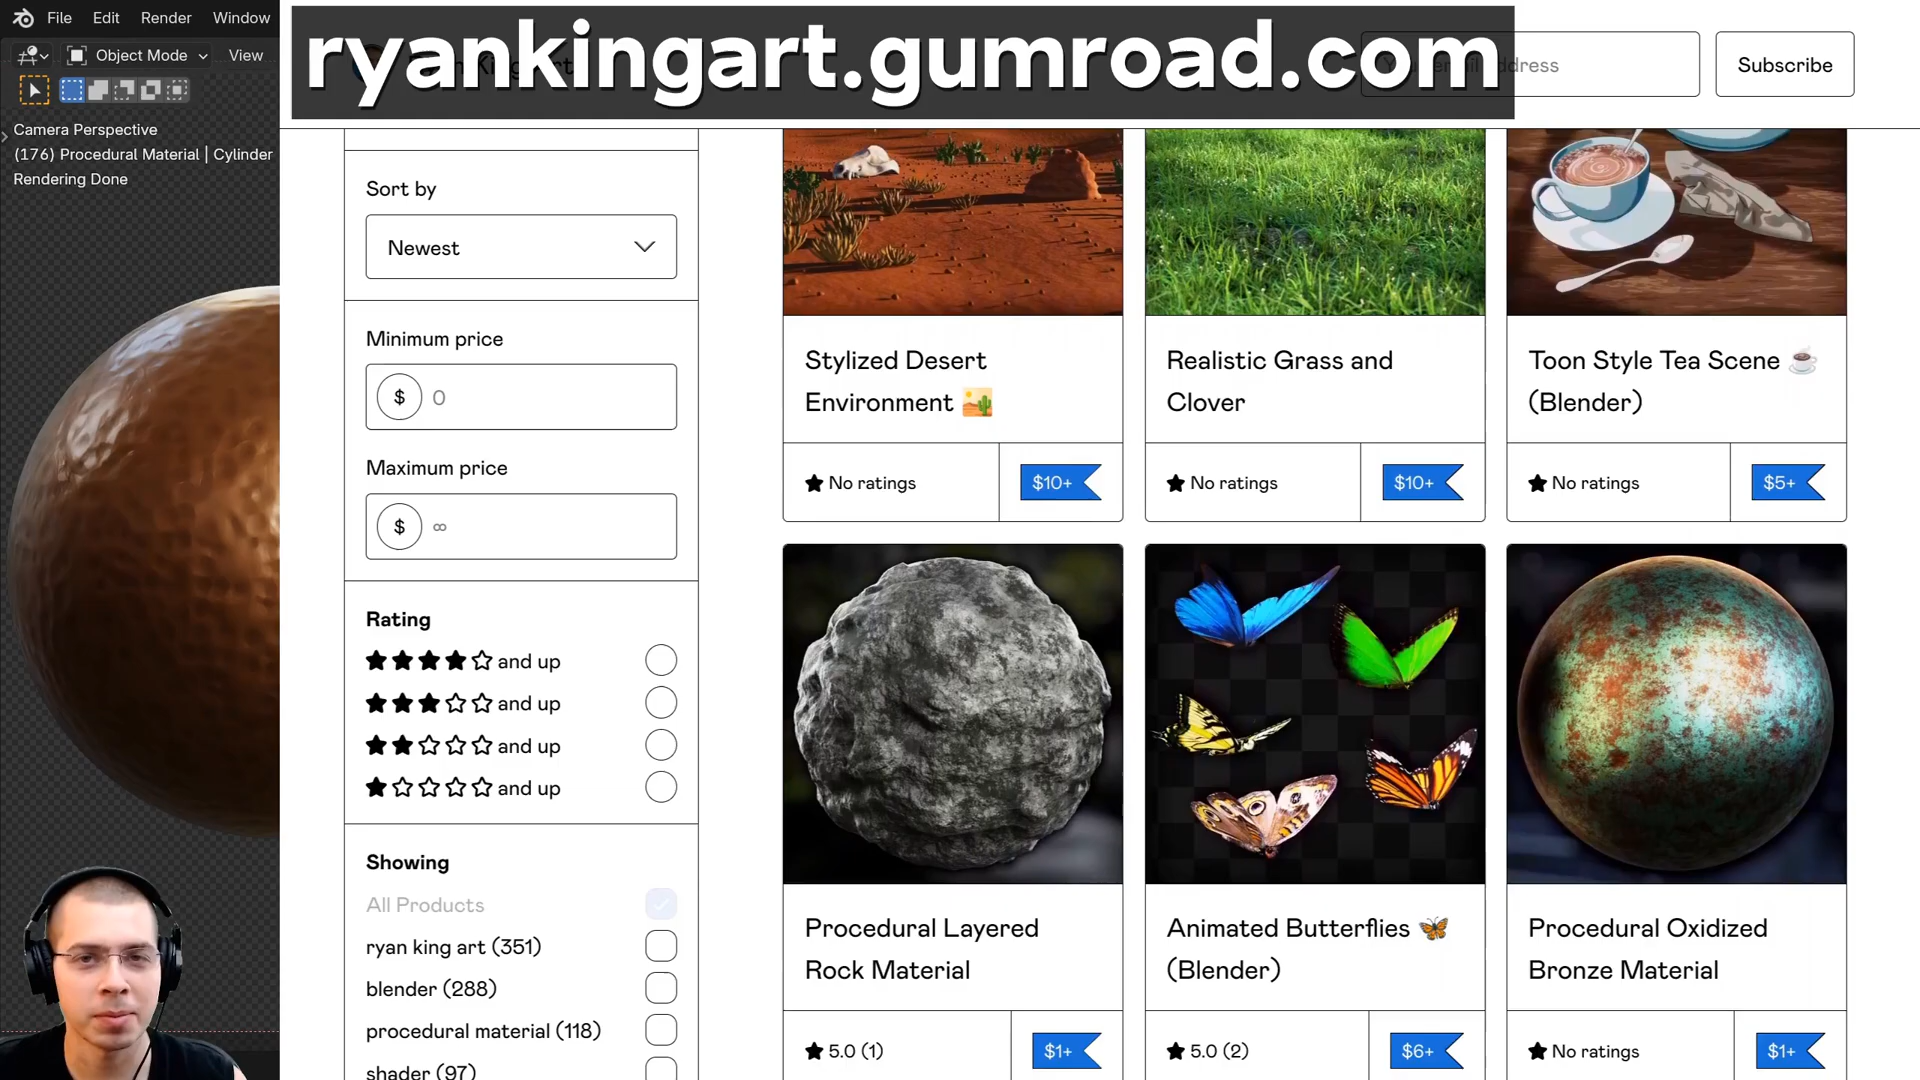 File Edit Render Window
Object Mode View
Camera Perspective
(176) Procedural Material | Cylinder
Rendering Done
ryankingart.gumroad.com
Subscribe
Sort by
Newest
Minimum price
$ 0
Maximum price
$ ∞
Rating
and up
and up
and up
and up
Showing
All Products
ryan king art (351)
blender (288)
procedural material (118)
shader (97)
Stylized Desert
Environment
No ratings
$10+
Realistic Grass and
Clover
No ratings
$10+
Toon Style Tea Scene
(Blender)
No ratings
$5+
Procedural Layered
Rock Material
5.0 (1)
$1+
Animated Butterflies
(Blender)
5.0 (2)
$6+
Procedural Oxidized
Bronze Material
No ratings
$1+